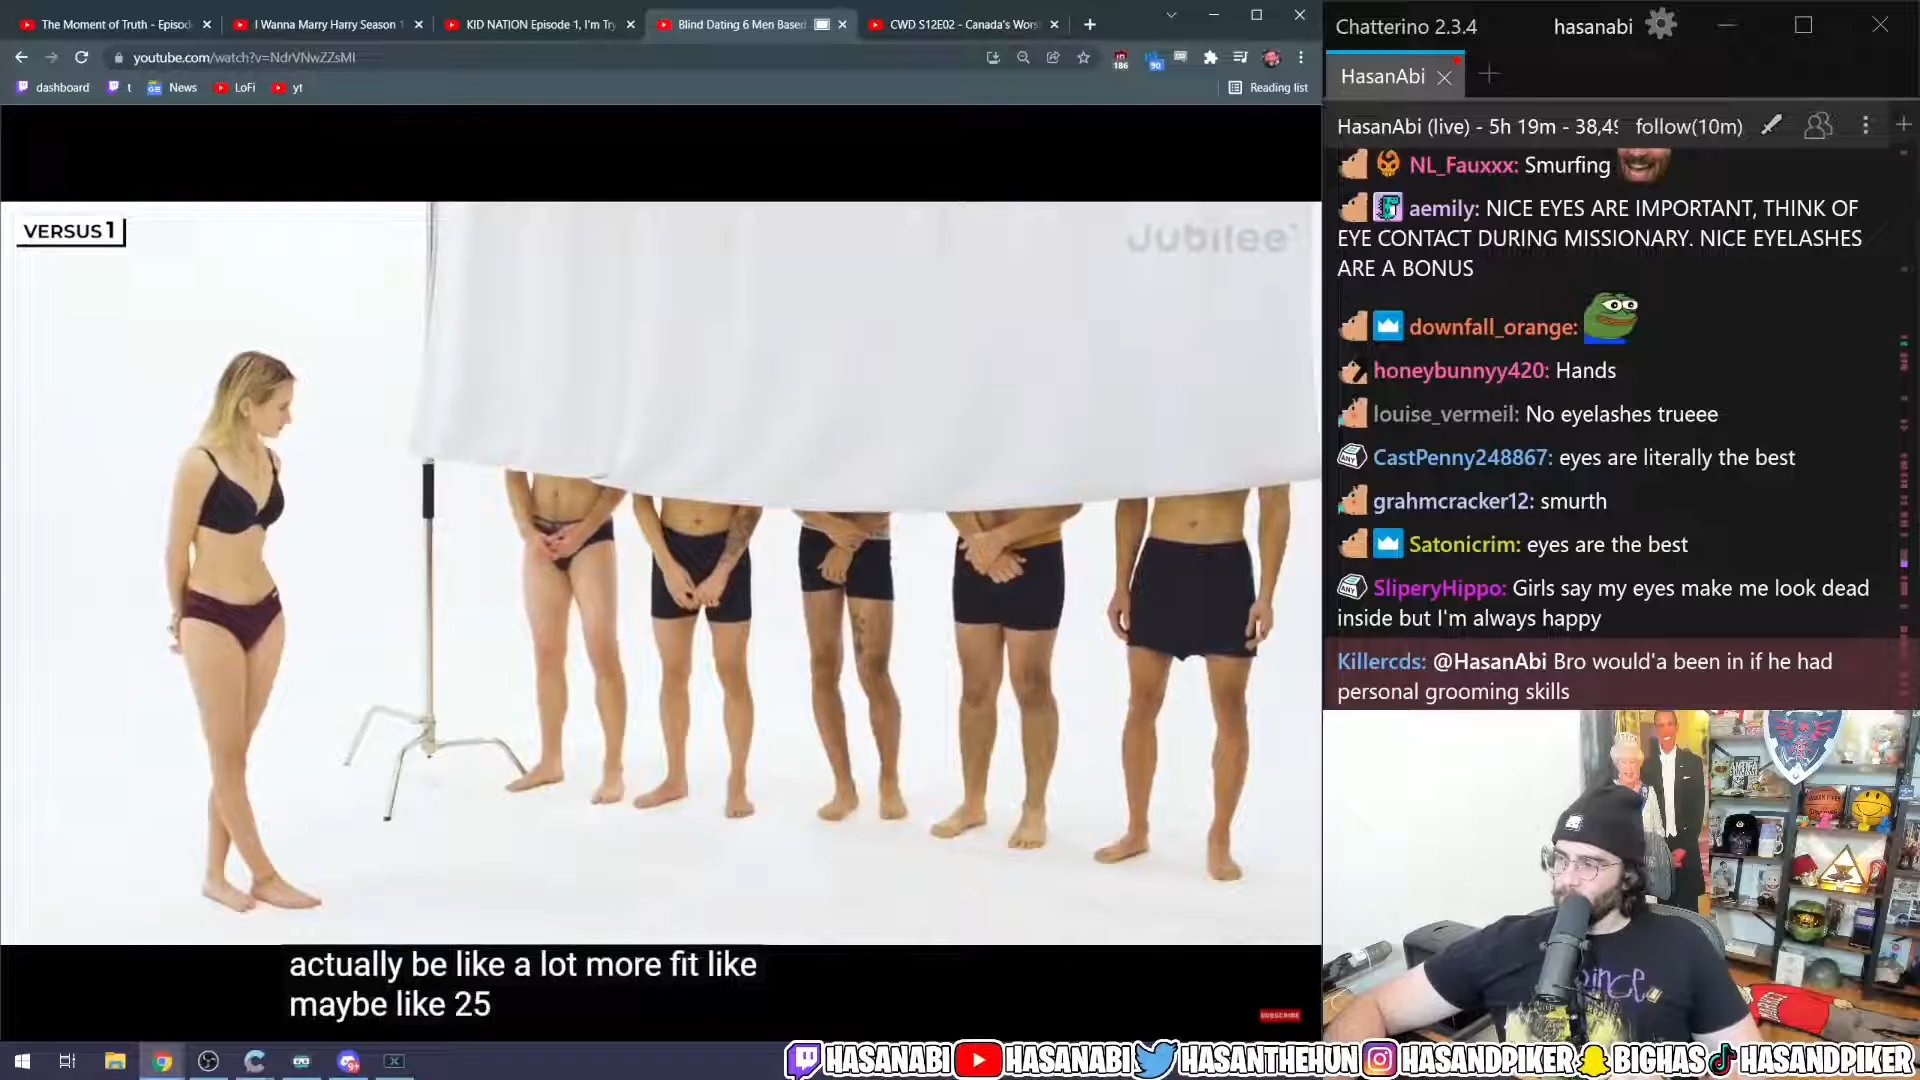 The Moment of Truth - Episod
I Wanna Marry Harry Season 1
KID NATION Episode 1, I'm Try
Blind Dating 6 Men Based
CWD S12E02 - Canada's Wors
youtube.com/watch?v=NdrVNwZZsMI
186
90
dashboard
t
News
LoFi
yt
Reading list
VERSUS 1
Jubilee
actually be like a lot more fit like
maybe like 25
SUBSCRIBE
Chatterino 2.3.4
hasanabi
HasanAbi
HasanAbi (live) - 5h 19m - 38,49
follow(10m)
NL_Fauxxx: Smurfing
aemily: NICE EYES ARE IMPORTANT, THINK OF
EYE CONTACT DURING MISSIONARY. NICE EYELASHES
ARE A BONUS
downfall_orange:
honeybunnyy420: Hands
louise_vermeil: No eyelashes trueee
CastPenny248867: eyes are literally the best
grahmcracker12: smurth
Satonicrim: eyes are the best
SliperyHippo: Girls say my eyes make me look dead
inside but I'm always happy
Killercds: @HasanAbi Bro would'a been in if he had
personal grooming skills
HASANABI
HASANABI
HASANTHEHUN
HASANDPIKER
BIGHAS
HASANDPIKER